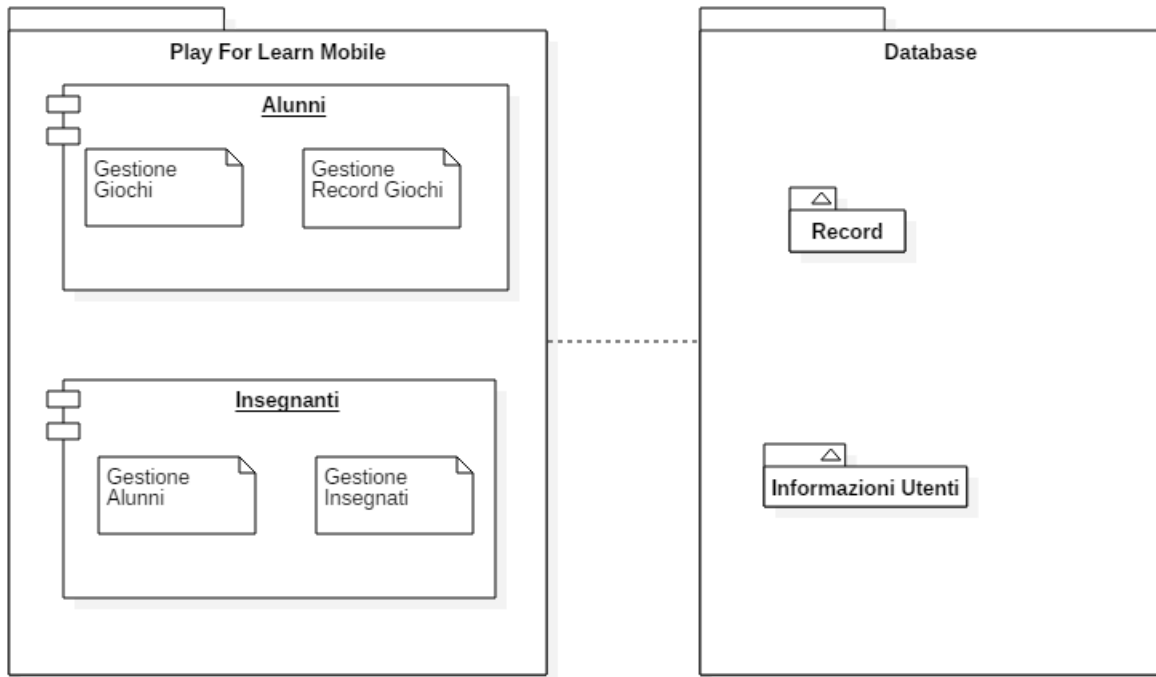 Play For Learn Mobile
Alunni
Gestione
Giochi
Gestione
Record Giochi
Insegnanti
Gestione
Alunni
Gestione
Insegnati
Database
Record
Informazioni Utenti